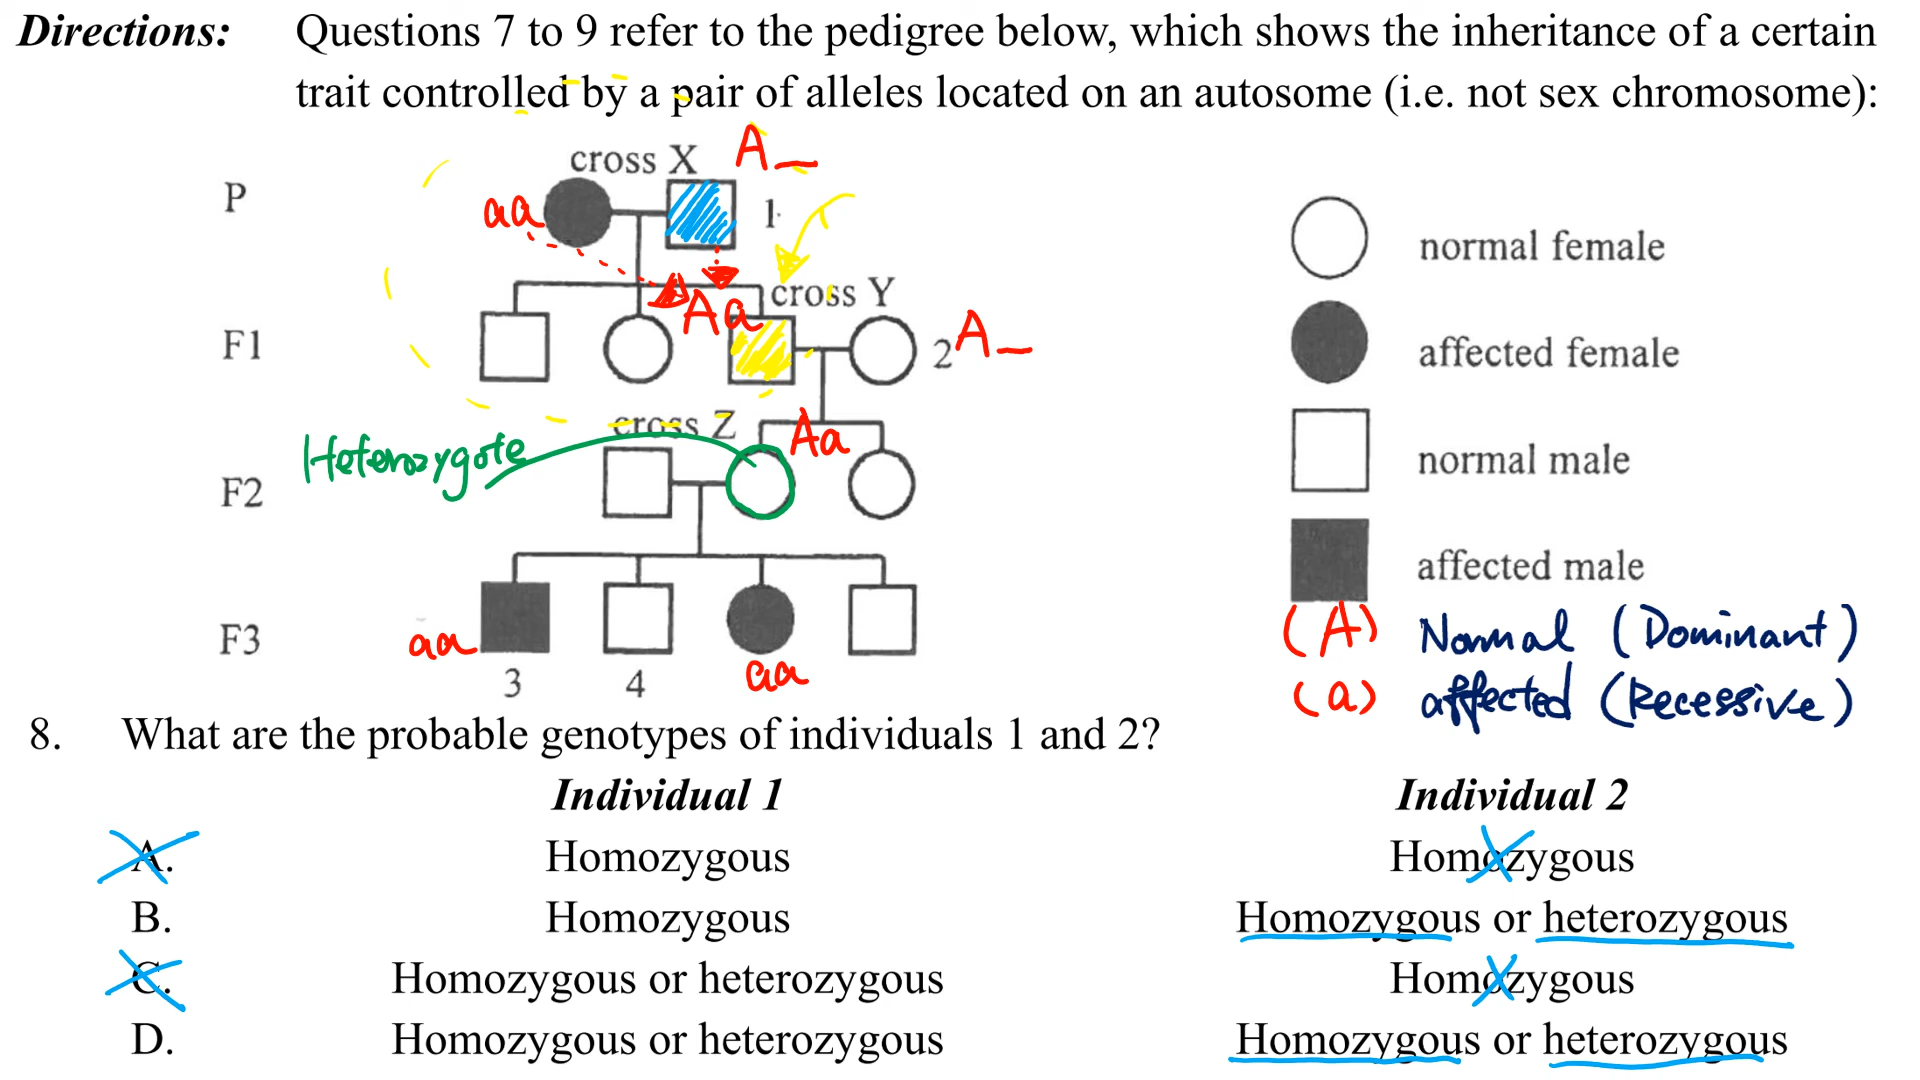 Directions: Questions 7 to 9 refer to the pedigree below, which shows the inheritance of a certain
trait controlled by a pair of alleles located on an autosome (i.e. not sex chromosome):
cross X A_
P aa 1
normal female
cross Y
Aa
F1 2 A_
affected female
cross Z Aa
Heterozygote
normal male
F2
affected male
F3 aa
3 4 aa
(A) Normal (Dominant)
(a) affected (Recessive)
8. What are the probable genotypes of individuals 1 and 2?
Individual 1 Individual 2
A. Homozygous Homozygous
B. Homozygous Homozygous or heterozygous
C. Homozygous or heterozygous Homozygous
D. Homozygous or heterozygous Homozygous or heterozygous